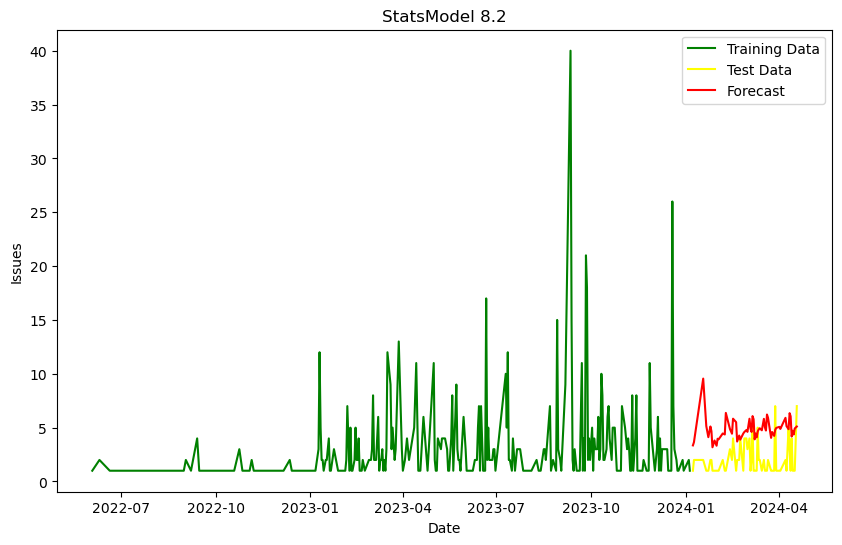 StatsModel 8.2
Training Data
Test Data
Forecast
40
35
30
25
20
15
10
5
0
Issues
2022-07 2022-10 2023-01 2023-04 2023-07 2023-10 2024-01 2024-04
Date